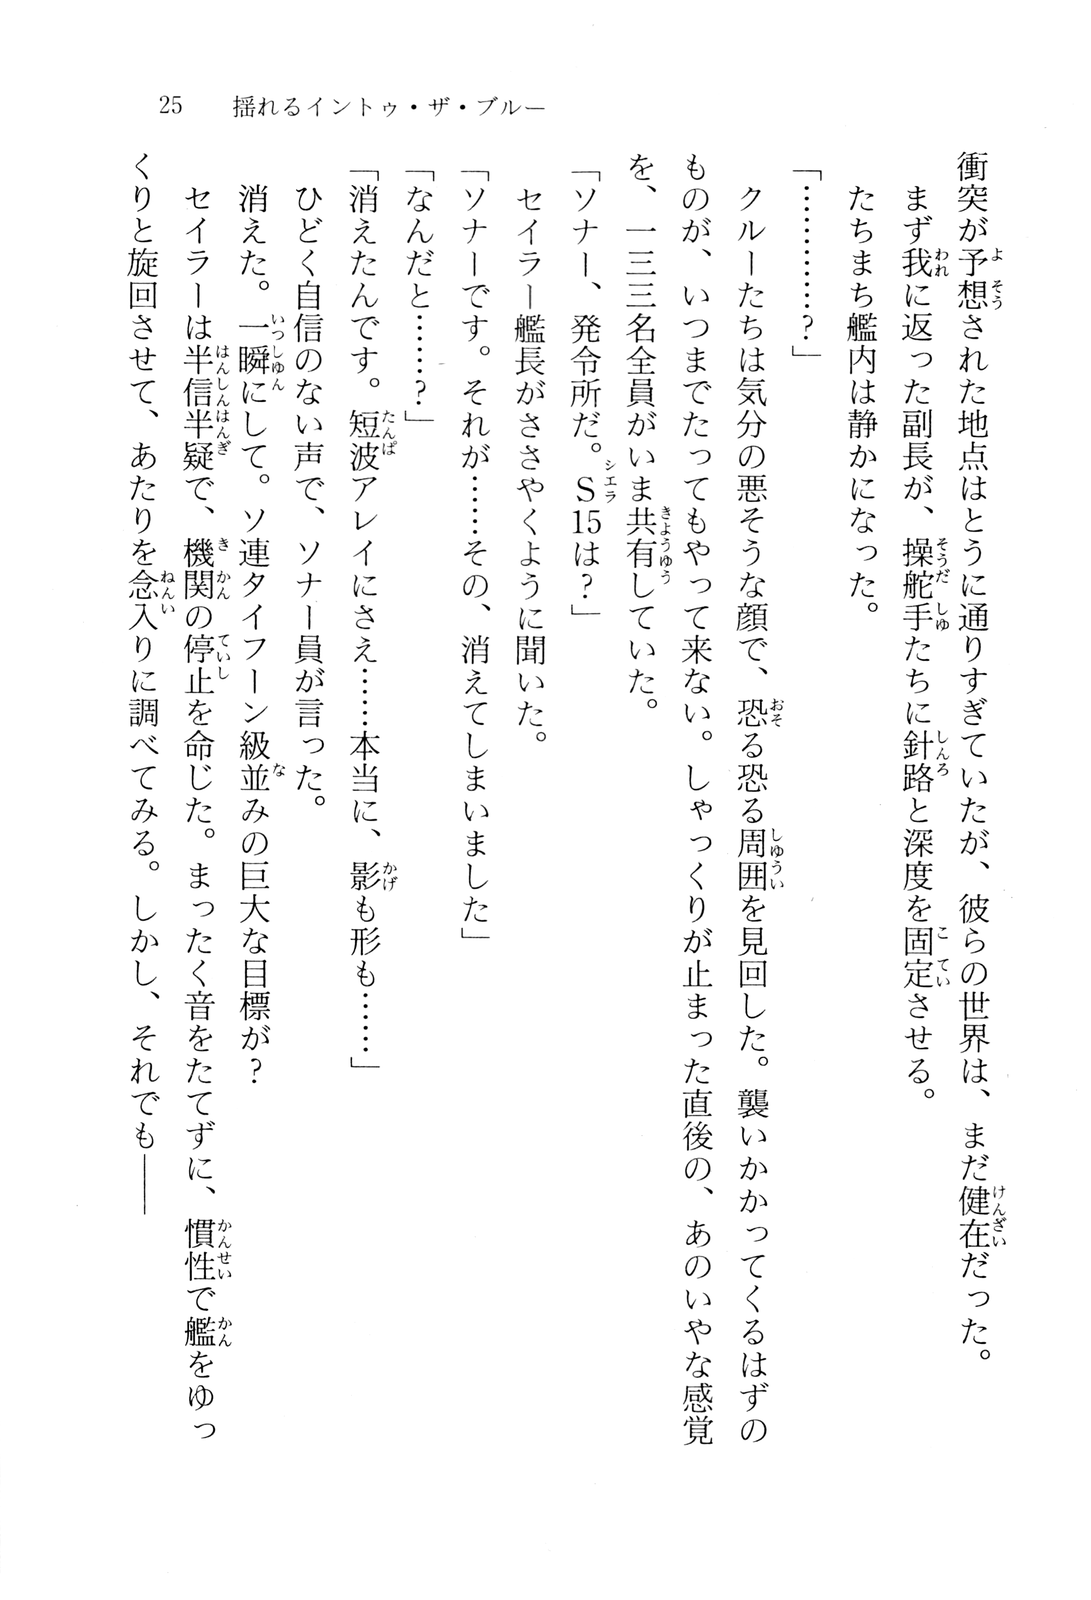 25　揺れるイントゥ・ザ・ブルー
衝突が予想された地点はとうに通りすぎていたが、彼らの世界は、まだ健在だった。
まず我に返った副長が、操舵手たちに針路と深度を固定させる。
たちまち艦内は静かになった。
「…………？」
クルーたちは気分の悪そうな顔で、恐る恐る周囲を見回した。襲いかかってくるはずの
ものが、いつまでたってもやって来ない。しゃっくりが止まった直後の、あのいやな感覚
を、一三三名全員がいま共有していた。
「ソナー、発令所だ。S15は？」
セイラー艦長がささやくように聞いた。
「ソナーです。それが……その、消えてしまいました」
「なんだと……？」
「消えたんです。短波アレイにさえ……本当に、影も形も……」
ひどく自信のない声で、ソナー員が言った。
消えた。一瞬にして。ソ連タイフーン級並みの巨大な目標が？
セイラーは半信半疑で、機関の停止を命じた。まったく音をたてずに、慣性で艦をゆっ
くりと旋回させて、あたりを念入りに調べてみる。しかし、それでも――